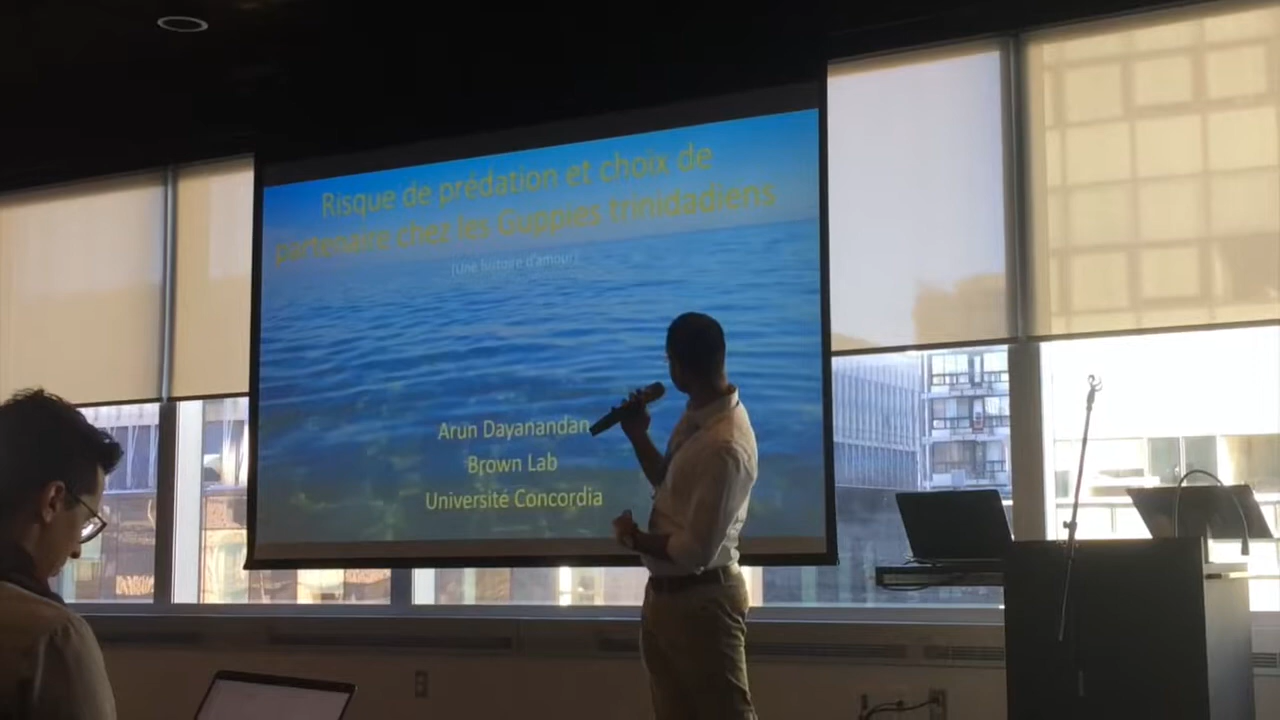 Risque de prédation et choix de
partenaire chez les Guppies trinidadiens
(Une histoire d'amour)
Arun Dayanandan
Brown Lab
Université Concordia